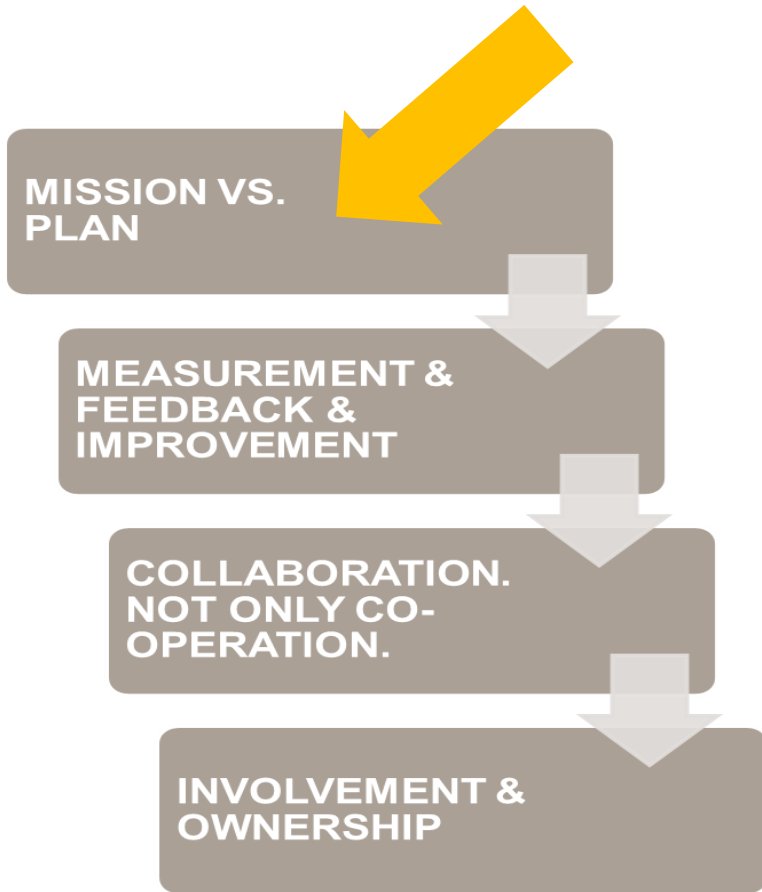 MISSION VS.
PLAN
MEASUREMENT &
FEEDBACK &
IMPROVEMENT
COLLABORATION.
NOT ONLY CO-
OPERATION.
INVOLVEMENT &
OWNERSHIP